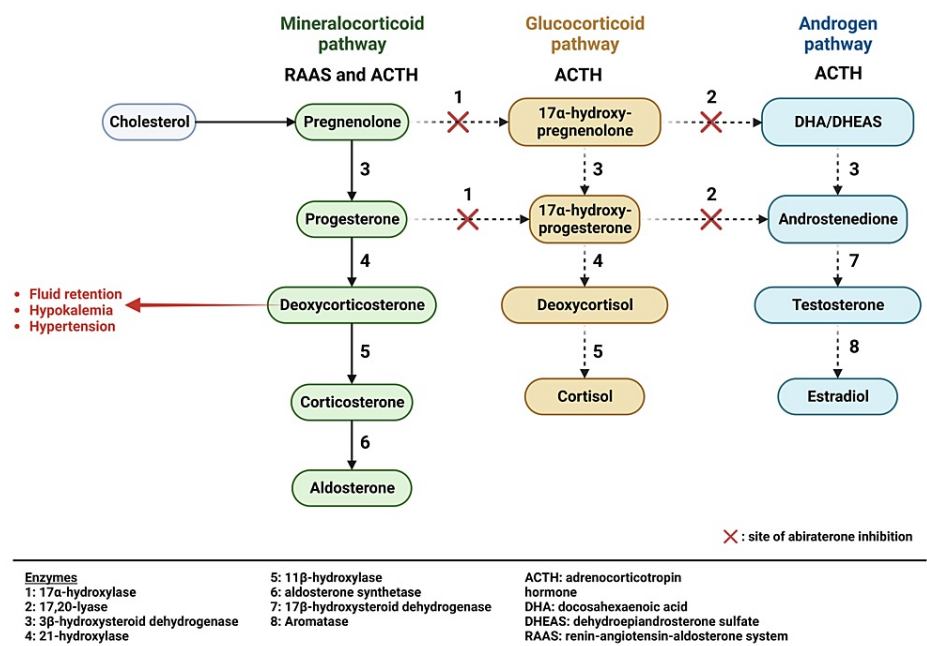 Mineralocorticoid
pathway
Glucocorticoid
pathway
Androgen
pathway
RAAS and ACTH
ACTH
ACTH
Cholesterol
Pregnenolone
1
17α-hydroxy-
pregnenolone
2
DHA/DHEAS
3
3
3
Progesterone
1
17α-hydroxy-
progesterone
2
Androstenedione
4
4
7
• Fluid retention
• Hypokalemia
• Hypertension
Deoxycorticosterone
Deoxycortisol
Testosterone
5
5
8
Corticosterone
Cortisol
Estradiol
6
Aldosterone
: site of abiraterone inhibition
Enzymes
1: 17α-hydroxylase
2: 17,20-lyase
3: 3β-hydroxysteroid dehydrogenase
4: 21-hydroxylase
5: 11β-hydroxylase
6: aldosterone synthetase
7: 17β-hydroxysteroid dehydrogenase
8: Aromatase
ACTH: adrenocorticotropin
hormone
DHA: docosahexaenoic acid
DHEAS: dehydroepiandrosterone sulfate
RAAS: renin-angiotensin-aldosterone system